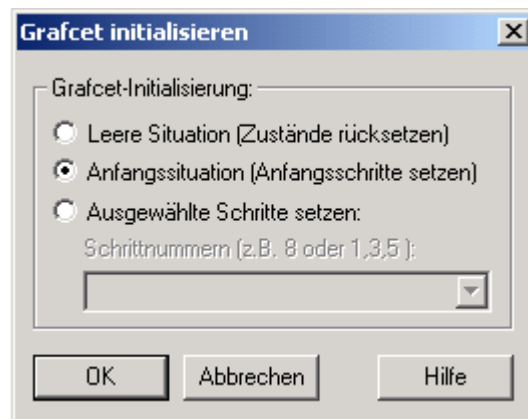 Grafcet initialisieren
Grafcet-Initialisierung:
Leere Situation (Zustände rücksetzen)
Anfangssituation (Anfangsschritte setzen)
Ausgewählte Schritte setzen:
Schrittnummern (z.B. 8 oder 1,3,5 ):
OK Abbrechen Hilfe